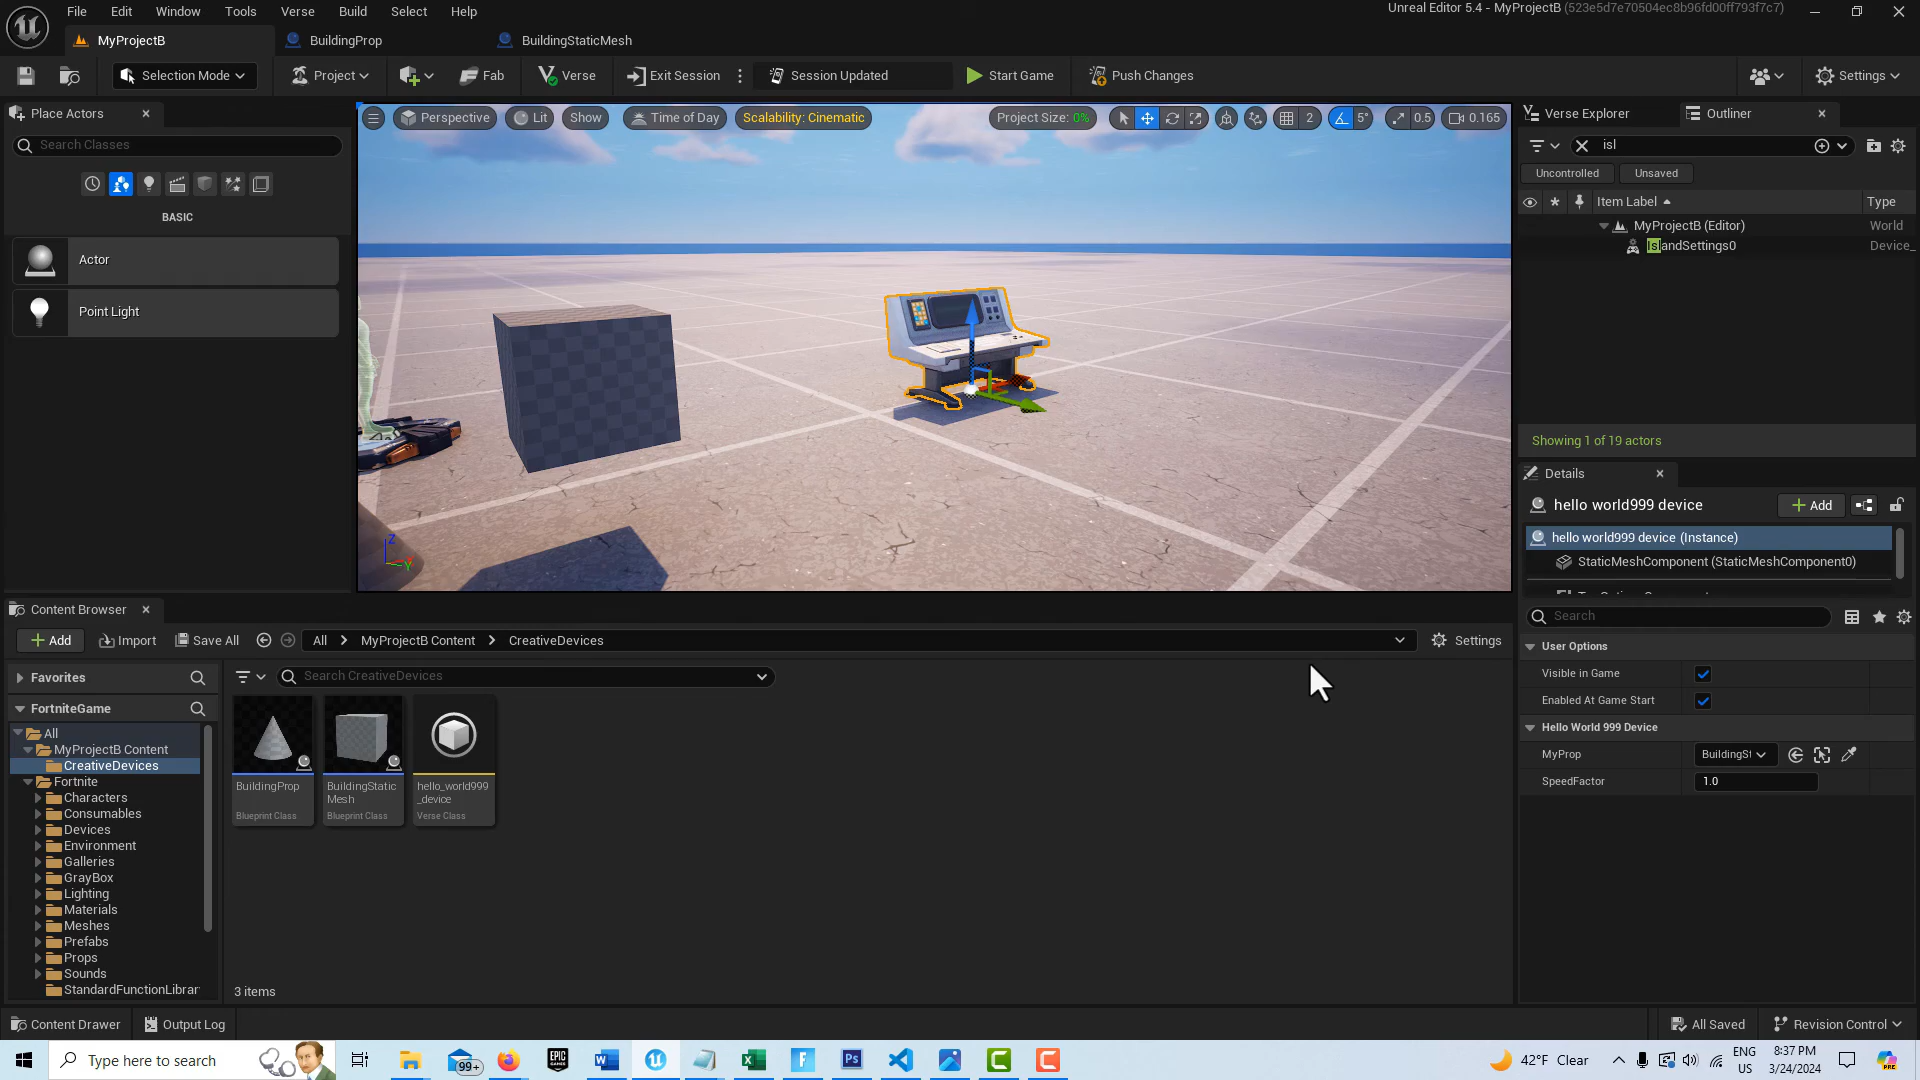 File Edit Window Tools Verse Build Select Help
Unreal Editor 5.4 - MyProjectB (523e5d7e70504ec8b96fd00ff793f7c7)
MyProjectB BuildingProp BuildingStaticMesh
Selection Mode Project Fab Verse Exit Session Session Updated Start Game Push Changes Settings
Place Actors
Search Classes
BASIC
Actor
Point Light
Perspective Lit Show Time of Day Scalability: Cinematic Project Size: 0% 2 5° 0.5 0.165
Z
Y
Verse Explorer Outliner
isl
Uncontrolled Unsaved
Item Label Type
MyProjectB (Editor) World
IslandSettings0 Device_
Showing 1 of 19 actors
Details
hello world999 device Add
hello world999 device (Instance)
StaticMeshComponent (StaticMeshComponent0)
Search
User Options
Visible in Game
Enabled At Game Start
Hello World 999 Device
MyProp BuildingSt
SpeedFactor 1.0
Content Browser
Add Import Save All All MyProjectB Content CreativeDevices Settings
Favorites
Search CreativeDevices
FortniteGame
All
MyProjectB Content
CreativeDevices
Fortnite
Characters
Consumables
Devices
Environment
Galleries
GrayBox
Lighting
Materials
Meshes
Prefabs
Props
Sounds
StandardFunctionLibrar
BuildingProp
Blueprint Class
BuildingStatic
Mesh
Blueprint Class
hello_world999
_device
Verse Class
3 items
Content Drawer Output Log All Saved Revision Control
Type here to search
99+
EPIC GAMES
42°F Clear
ENG
US
8:37 PM
3/24/2024
PRE